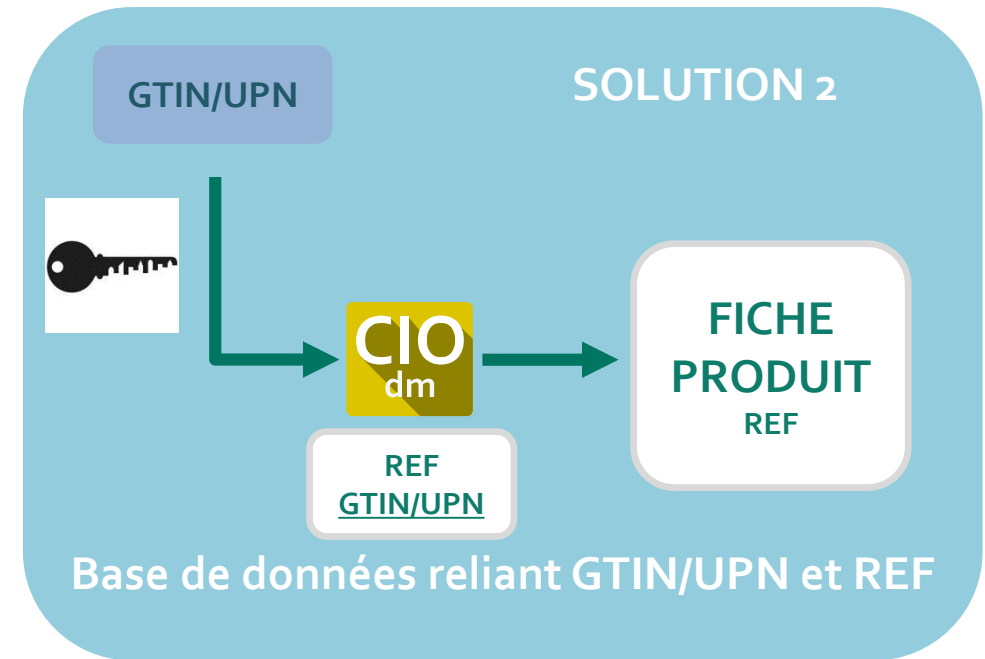 GTIN/UPN
SOLUTION 2
CIO
dm
FICHE
PRODUIT
REF
REF
GTIN/UPN
Base de données reliant GTIN/UPN et REF